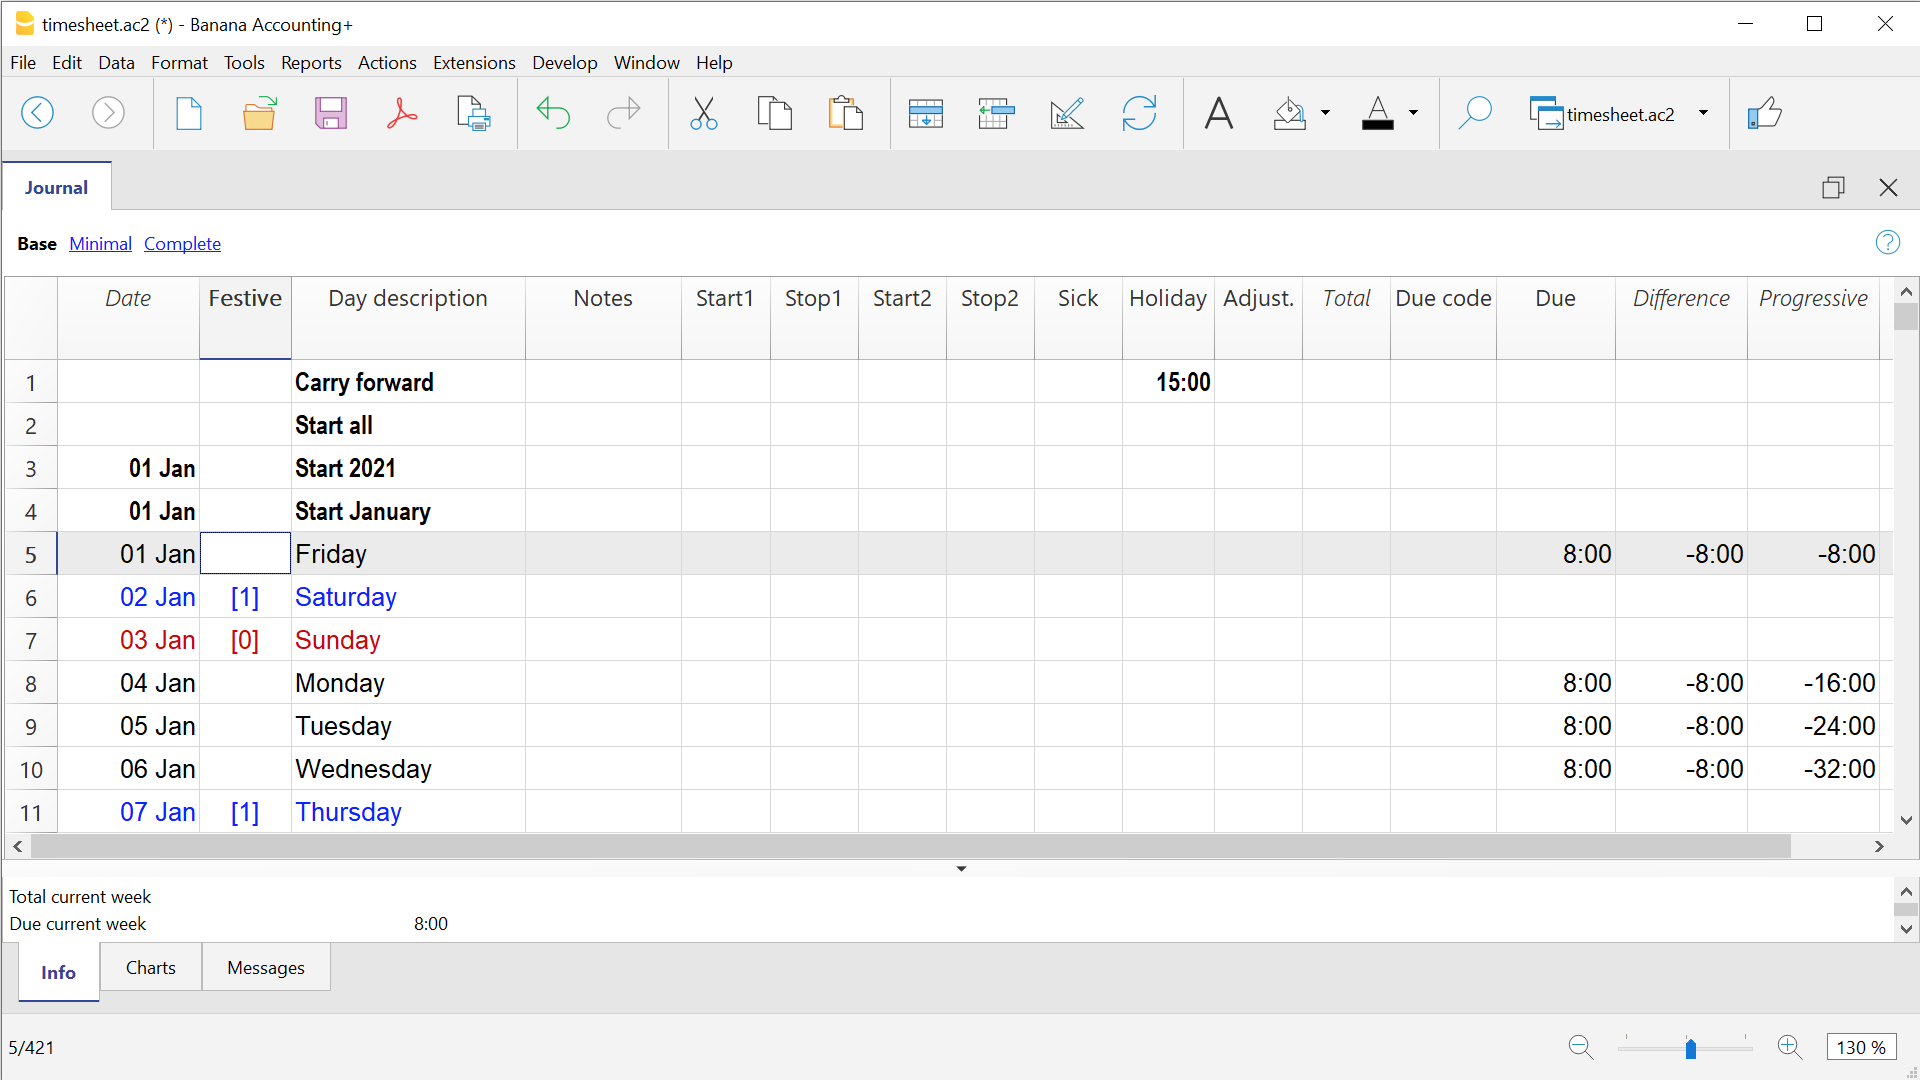 timesheet.ac2 (*) - Banana Accounting+
File Edit Data Format Tools Reports Actions Extensions Develop Window Help
A A timesheet.ac2
Journal
Base Minimal Complete ?
Date Festive Day description Notes Start1 Stop1 Start2 Stop2 Sick Holiday Adjust. Total Due code Due Difference Progressive
1 Carry forward 15:00
2 Start all
3 01 Jan Start 2021
4 01 Jan Start January
5 01 Jan Friday 8:00 -8:00 -8:00
6 02 Jan [1] Saturday
7 03 Jan [0] Sunday
8 04 Jan Monday 8:00 -8:00 -16:00
9 05 Jan Tuesday 8:00 -8:00 -24:00
10 06 Jan Wednesday 8:00 -8:00 -32:00
11 07 Jan [1] Thursday
Total current week
Due current week 8:00
Info Charts Messages
5/421 130 %